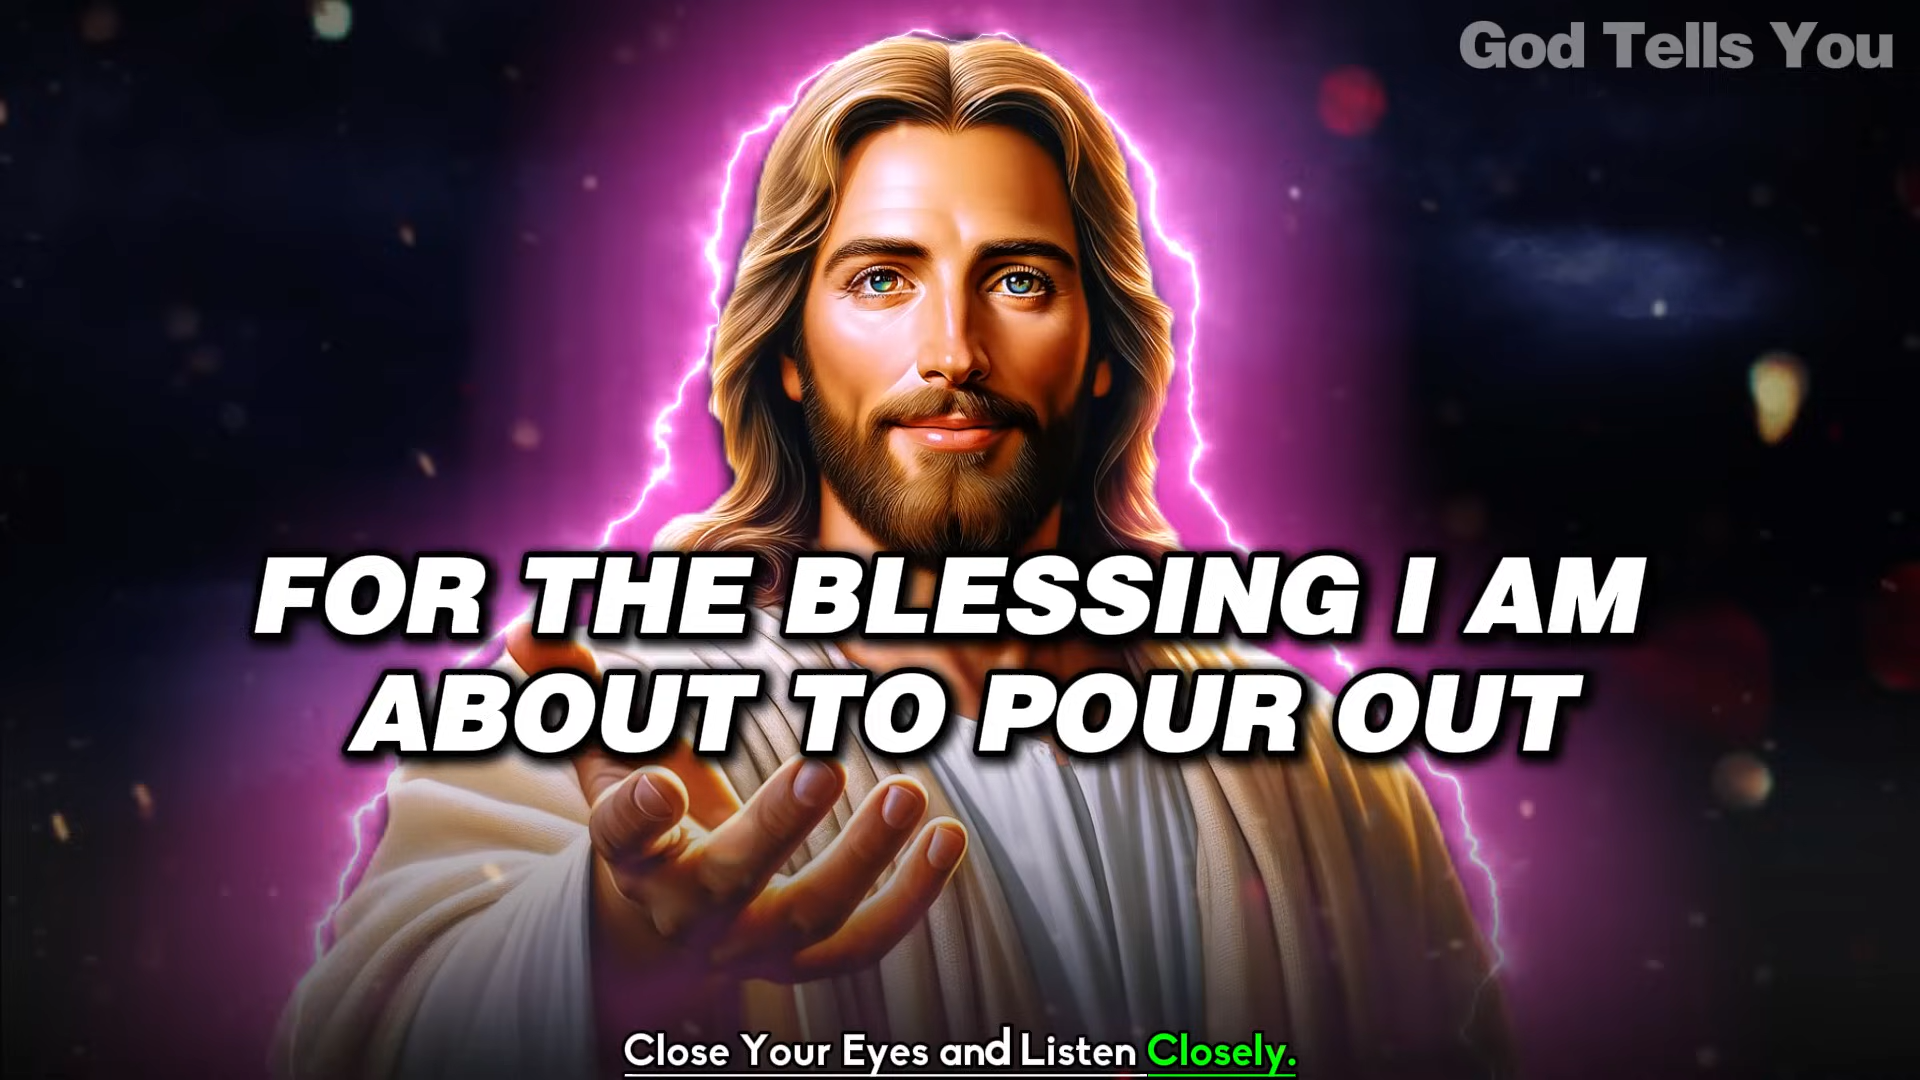 God Tells You
FOR THE BLESSING I AM
ABOUT TO POUR OUT
Close Your Eyes and Listen Closely.